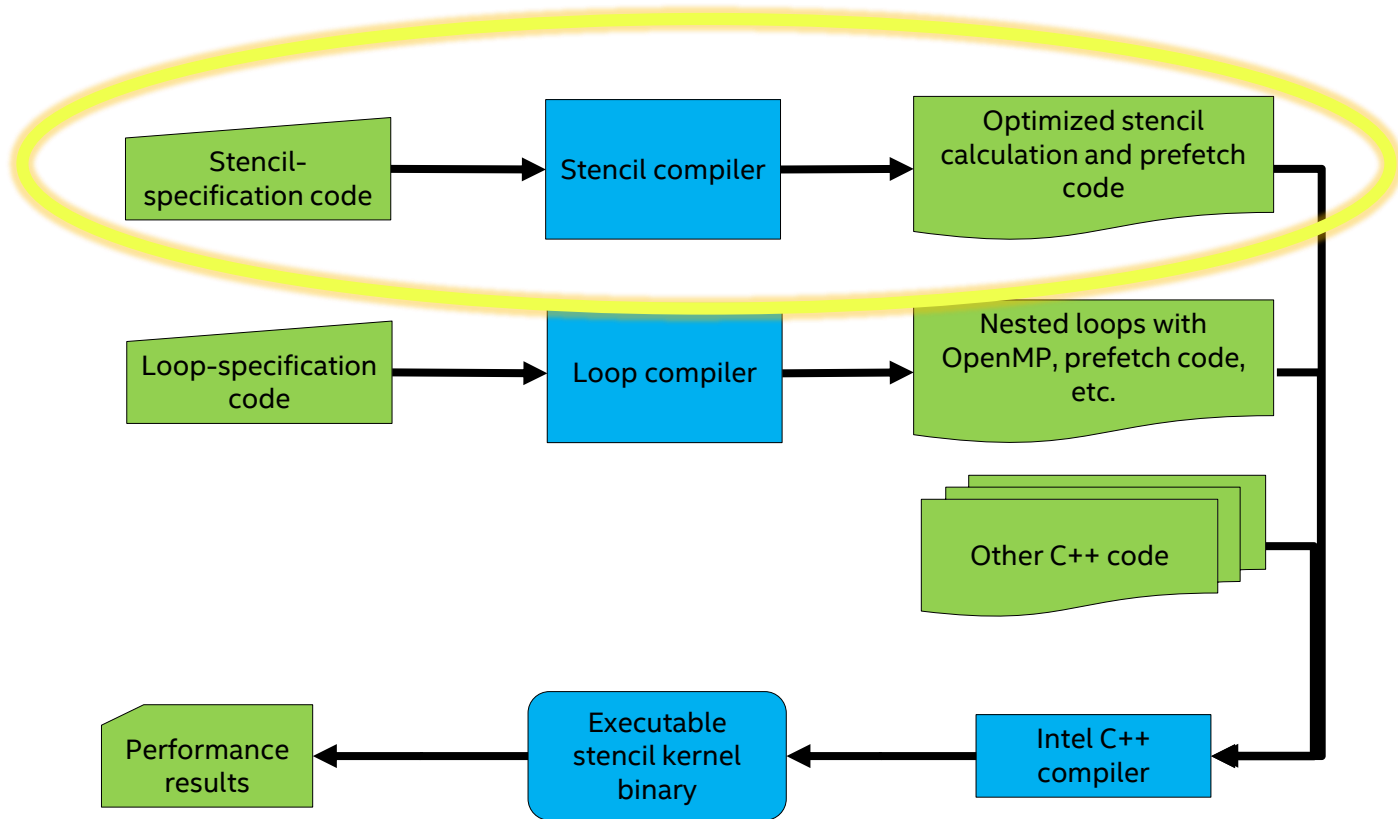 Stencil-
specification code
Stencil compiler
Optimized stencil
calculation and prefetch
code
Loop-specification
code
Loop compiler
Nested loops with
OpenMP, prefetch code,
etc.
Other C++ code
Performance
results
Executable
stencil kernel
binary
Intel C++
compiler